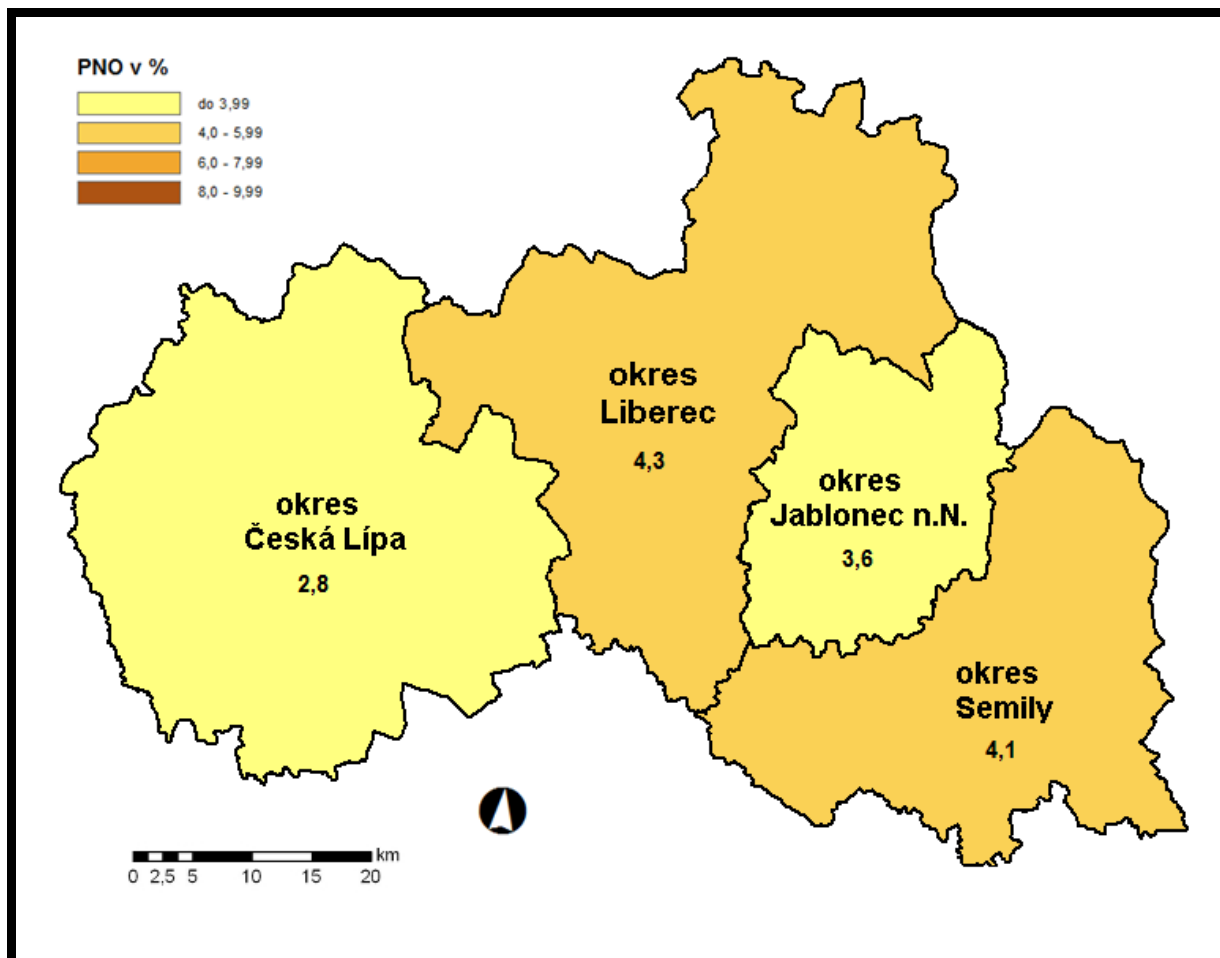 PNO v %
do 3,99
4,0 - 5,99
6,0 - 7,99
8,0 - 9,99
okres
Liberec
4,3
okres
Jablonec n.N.
3,6
okres
Česká Lípa
2,8
okres
Semily
4,1
km
0 2,5 5 10 15 20